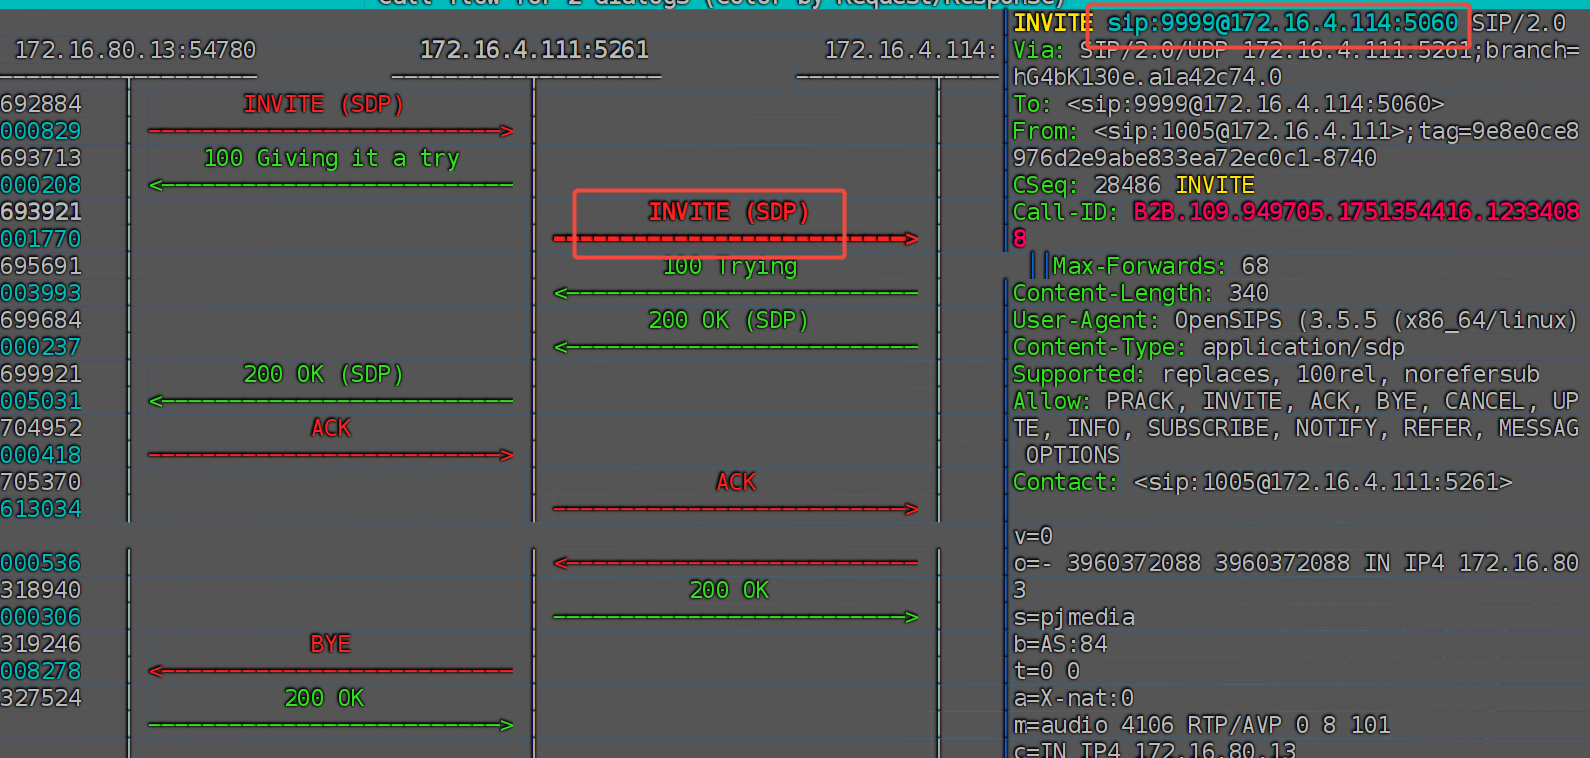 Call flow for 2 dialogs (Color by Request/Response)
172.16.80.13:54780 172.16.4.111:5261 172.16.4.114:
692884 INVITE (SDP)
000829
693713 100 Giving it a try
000208
693921 INVITE (SDP)
001770
695691 100 Trying
003993
699684 200 OK (SDP)
000237
699921 200 OK (SDP)
005031
704952 ACK
000418
705370 ACK
613034
000536
318940 200 OK
000306
319246 BYE
008278
327524 200 OK
INVITE sip:9999@172.16.4.114:5060 SIP/2.0
Via: SIP/2.0/UDP 172.16.4.111:5261;branch=
hG4bK130e.a1a42c74.0
To: <sip:9999@172.16.4.114:5060>
From: <sip:1005@172.16.4.111>;tag=9e8e0ce8
976d2e9abe833ea72ec0c1-8740
CSeq: 28486 INVITE
Call-ID: B2B.109.949705.1751354416.1233408
8
Max-Forwards: 68
Content-Length: 340
User-Agent: OpenSIPS (3.5.5 (x86_64/linux)
Content-Type: application/sdp
Supported: replaces, 100rel, norefersub
Allow: PRACK, INVITE, ACK, BYE, CANCEL, UP
TE, INFO, SUBSCRIBE, NOTIFY, REFER, MESSAG
OPTIONS
Contact: <sip:1005@172.16.4.111:5261>
v=0
o=- 3960372088 3960372088 IN IP4 172.16.80
3
s=pjmedia
b=AS:84
t=0 0
a=X-nat:0
m=audio 4106 RTP/AVP 0 8 101
c=IN IP4 172.16.80.13